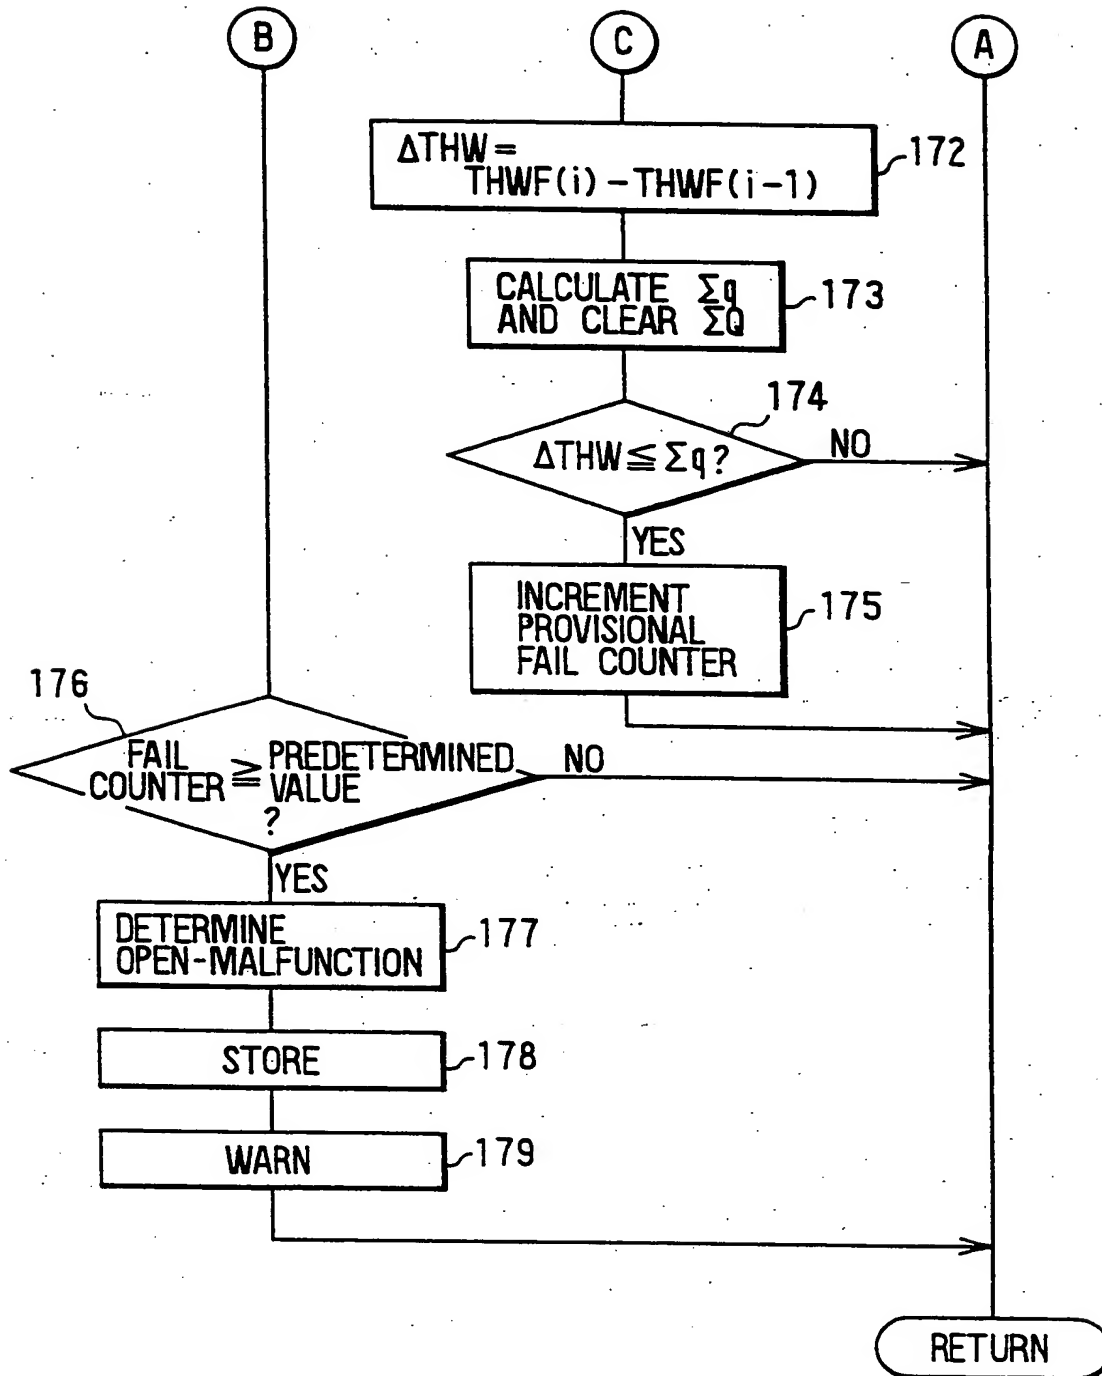 B
C
A
ΔTHW=
THWF(i)-THWF(i-1)
172
CALCULATE Σq
AND CLEAR ΣQ
173
174
ΔTHW≦Σq?
NO
YES
INCREMENT
PROVISIONAL
FAIL COUNTER
175
176
FAIL COUNTER ≧ PREDETERMINED VALUE
?
NO
YES
DETERMINE
OPEN-MALFUNCTION
177
STORE
178
WARN
179
RETURN